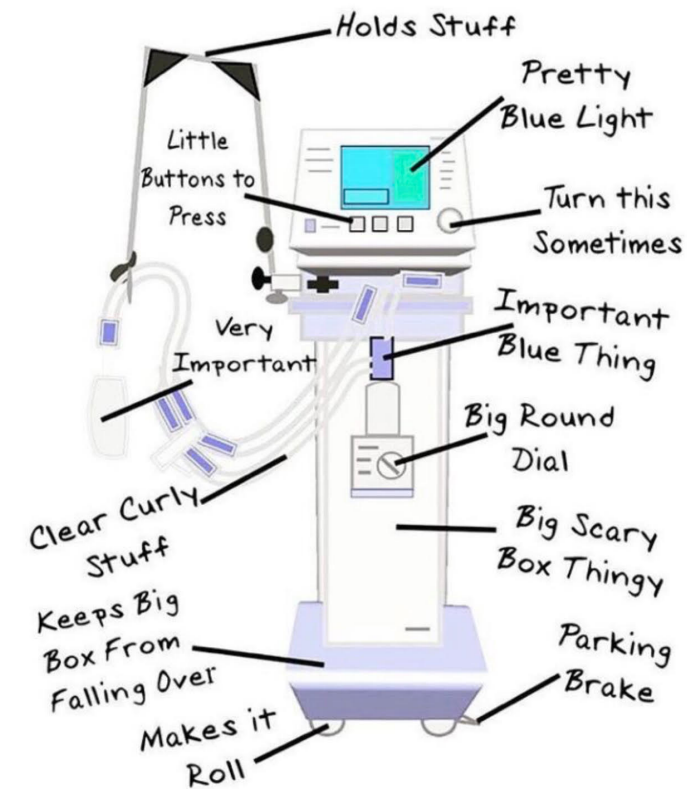 Holds Stuff
Pretty
Blue Light
Little
Buttons to
Press
Turn this
Sometimes
Important
Blue Thing
Very
Important
Big Round
Dial
Clear Curly
Stuff
Big Scary
Box Thingy
Keeps Big
Box From
Falling Over
Parking
Brake
Makes it
Roll